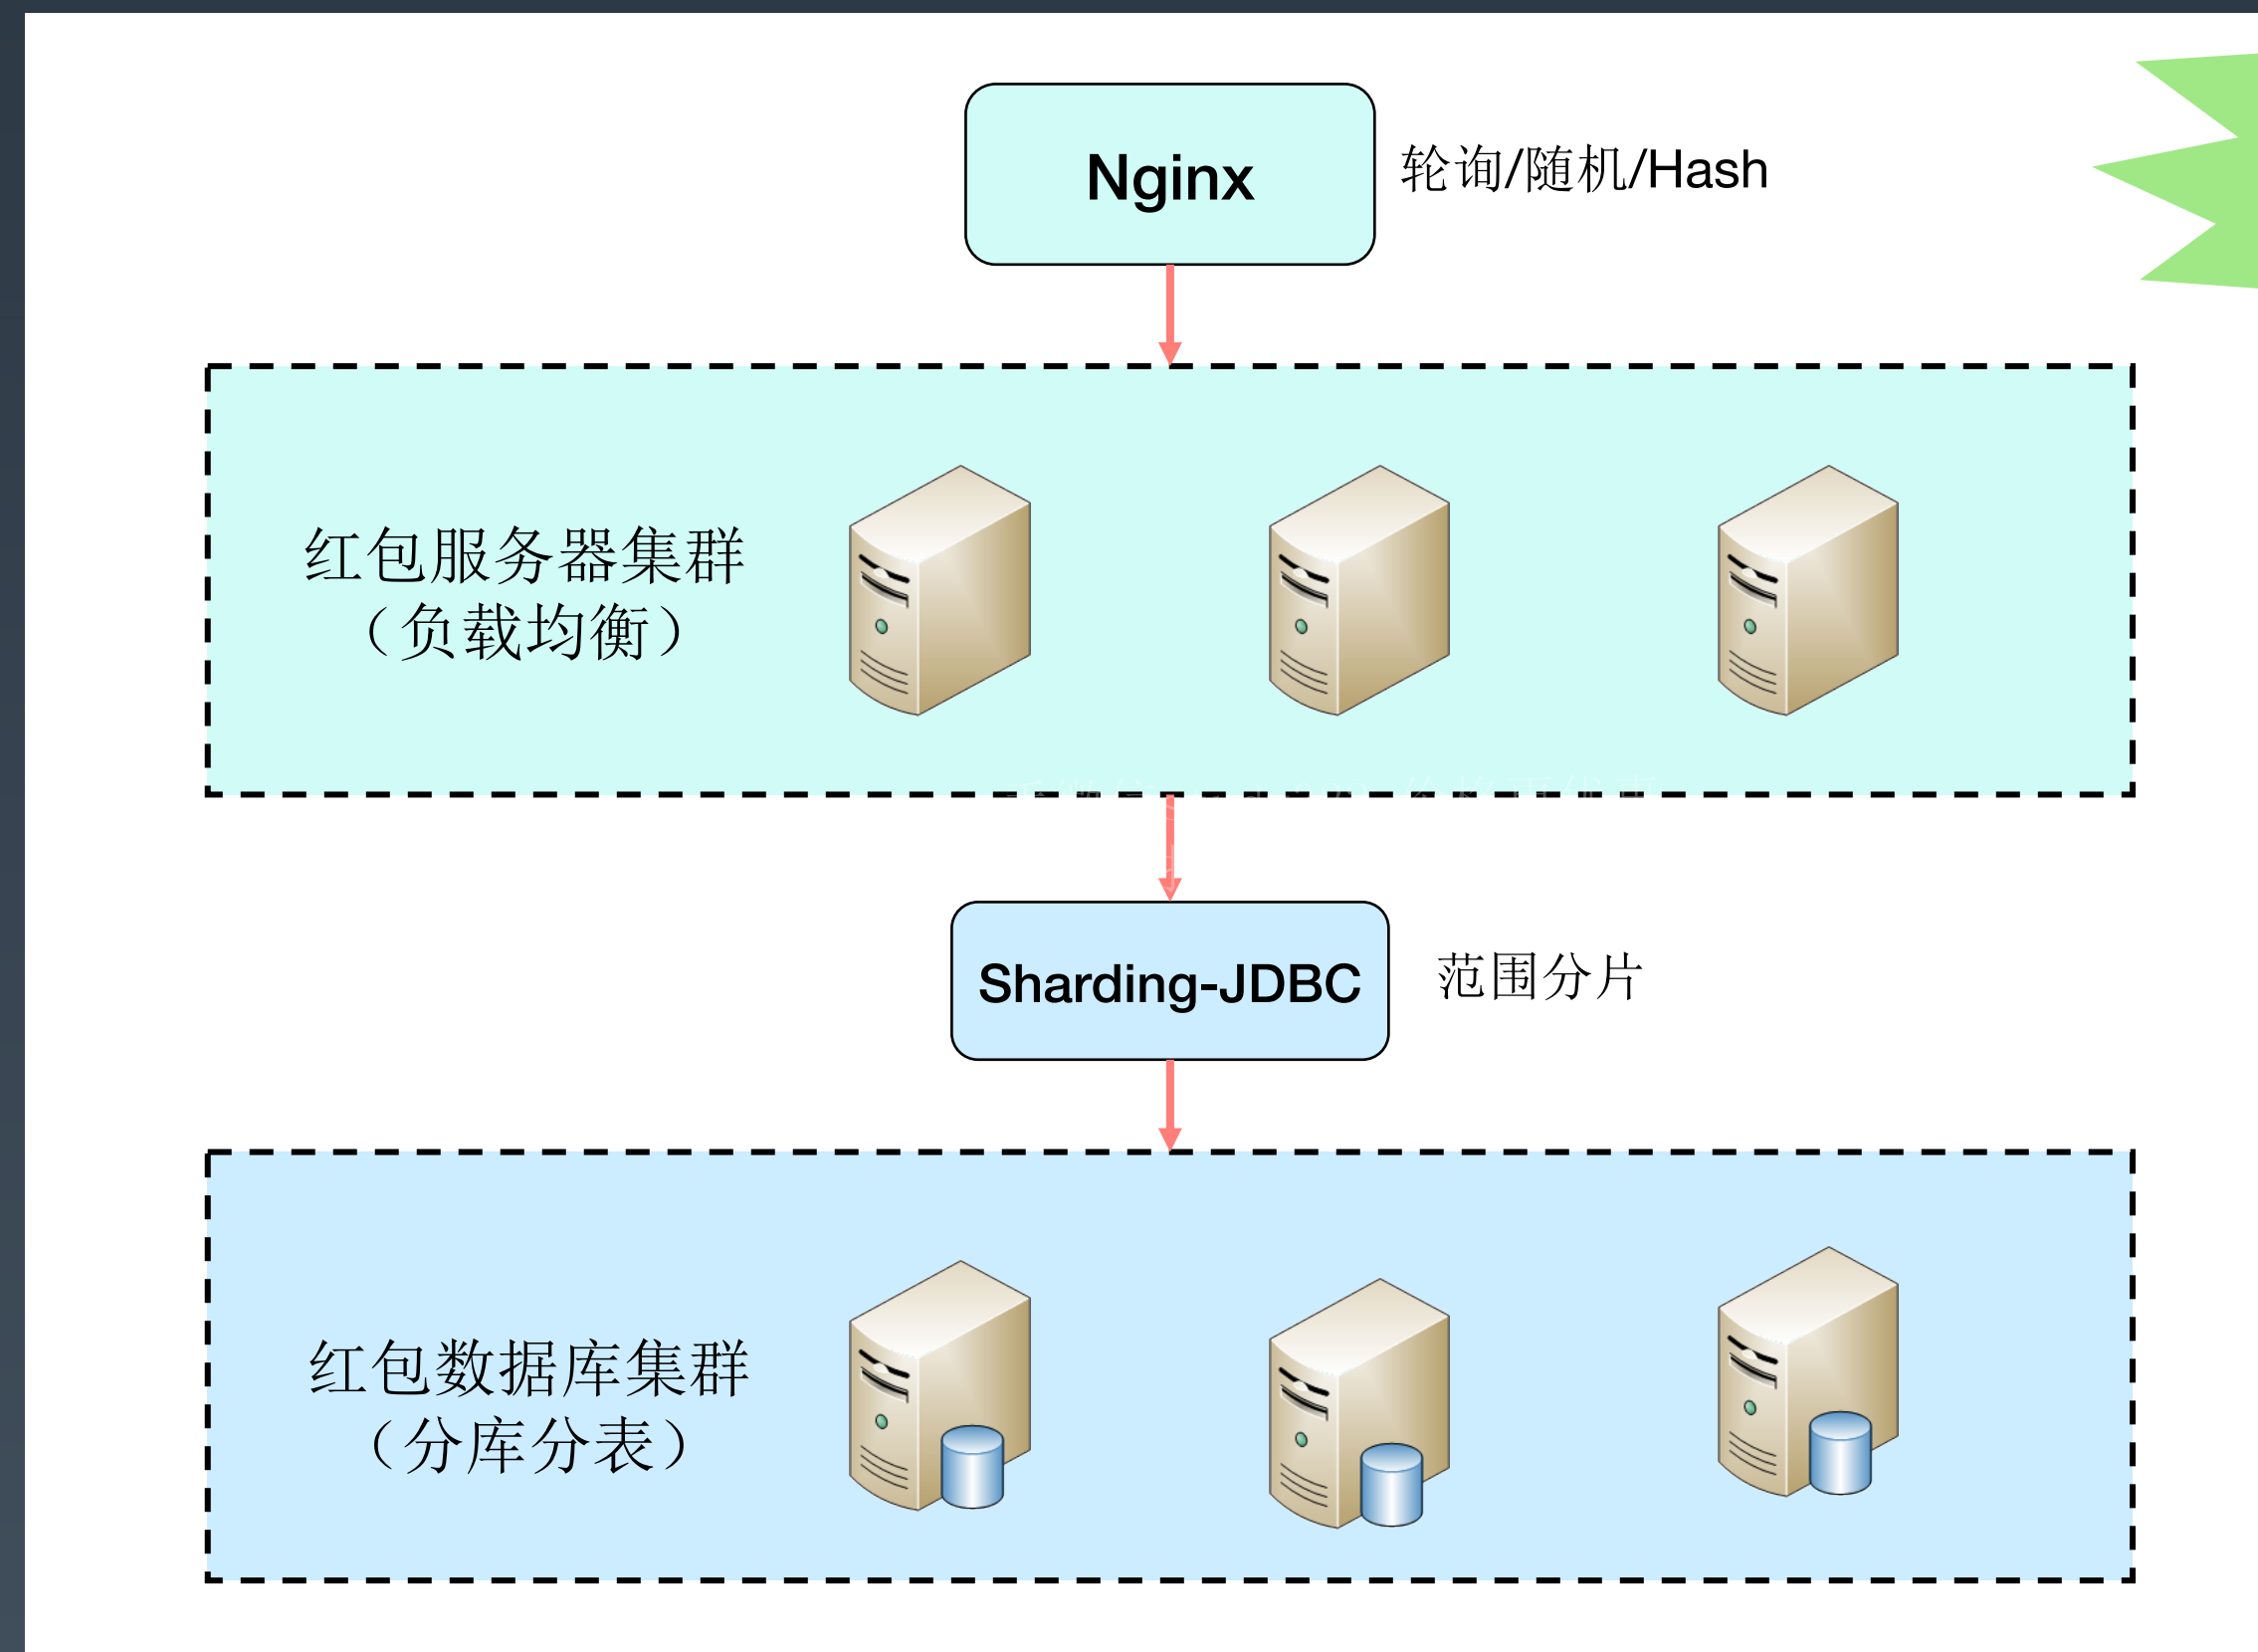 Nginx
轮询/随机/Hash
红包服务器集群
（负载均衡）
Sharding-JDBC
范围分片
红包数据库集群
（分库分表）